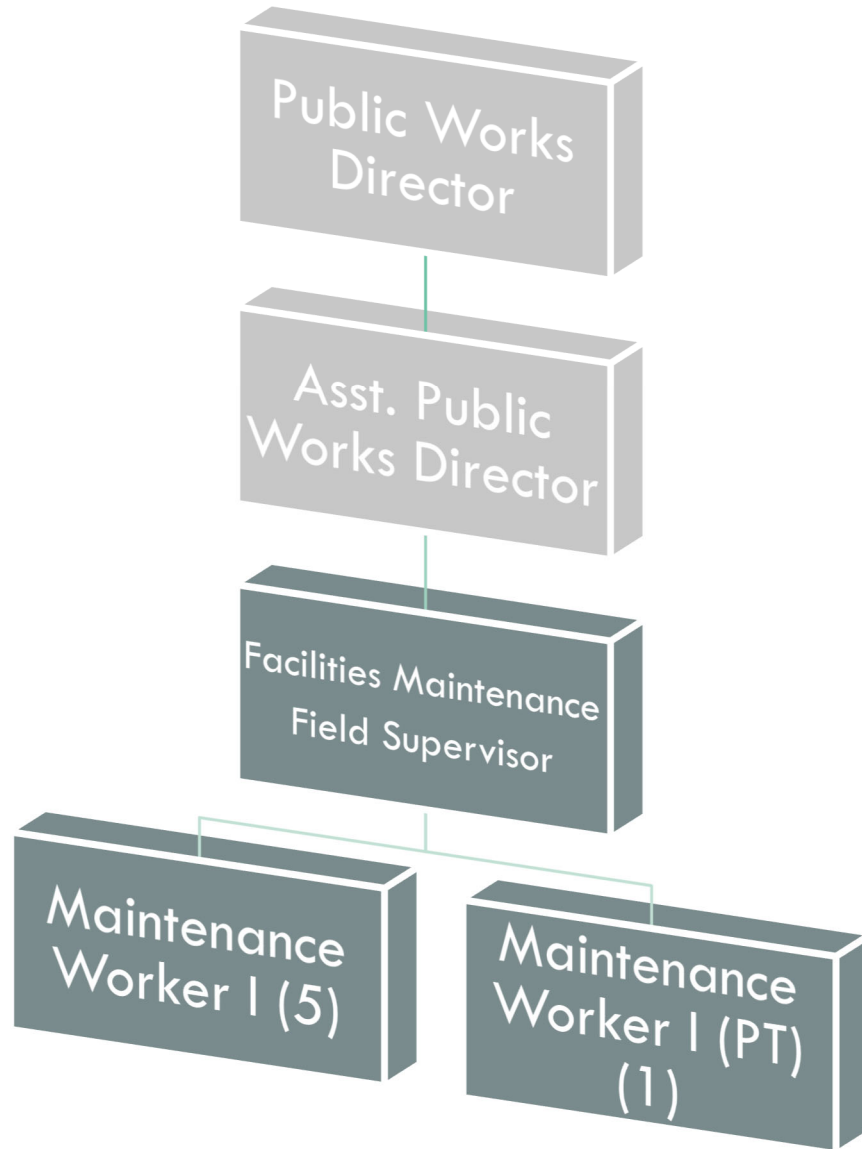 Public Works
Director
Asst. Public
Works Director
Facilities Maintenance
Field Supervisor
Maintenance
Worker I (5)
Maintenance
Worker I (PT)
(1)